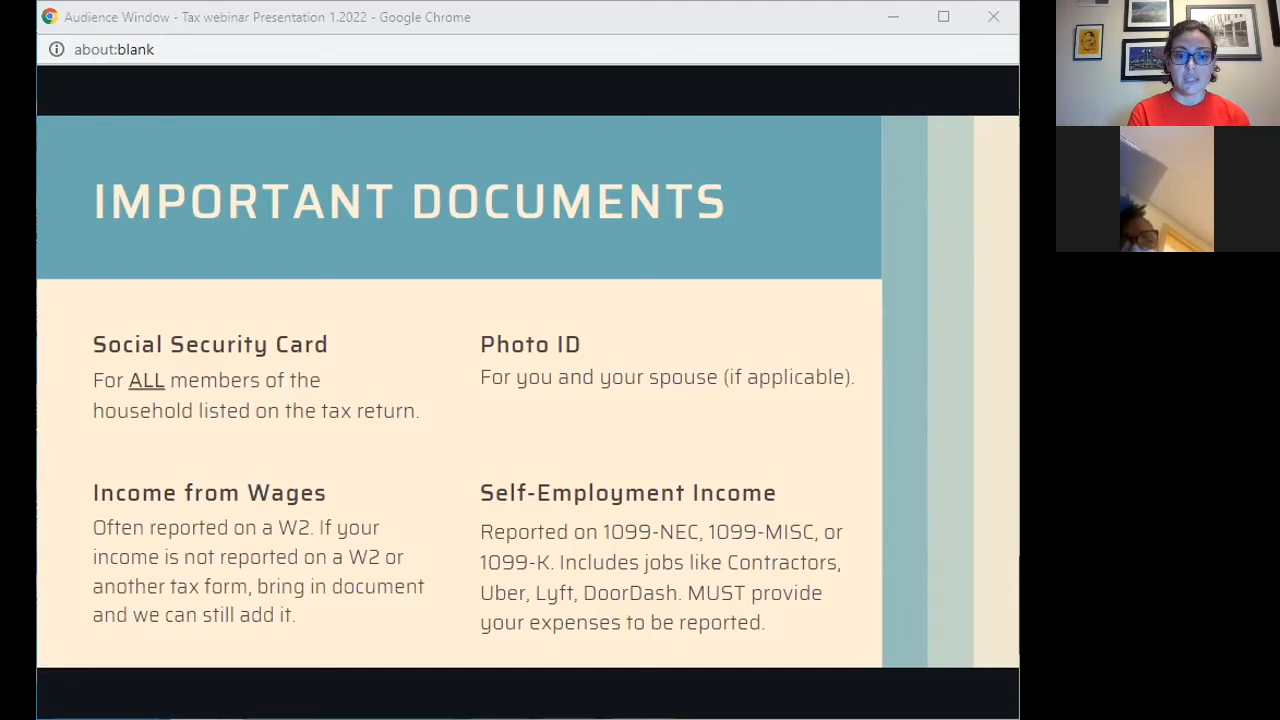 Audience Window - Tax webinar Presentation 1.2022 - Google Chrome
about:blank
IMPORTANT DOCUMENTS
Social Security Card
For ALL members of the
household listed on the tax return.
Photo ID
For you and your spouse (if applicable).
Income from Wages
Often reported on a W2. If your
income is not reported on a W2 or
another tax form, bring in document
and we can still add it.
Self-Employment Income
Reported on 1099-NEC, 1099-MISC, or
1099-K. Includes jobs like Contractors,
Uber, Lyft, DoorDash. MUST provide
your expenses to be reported.